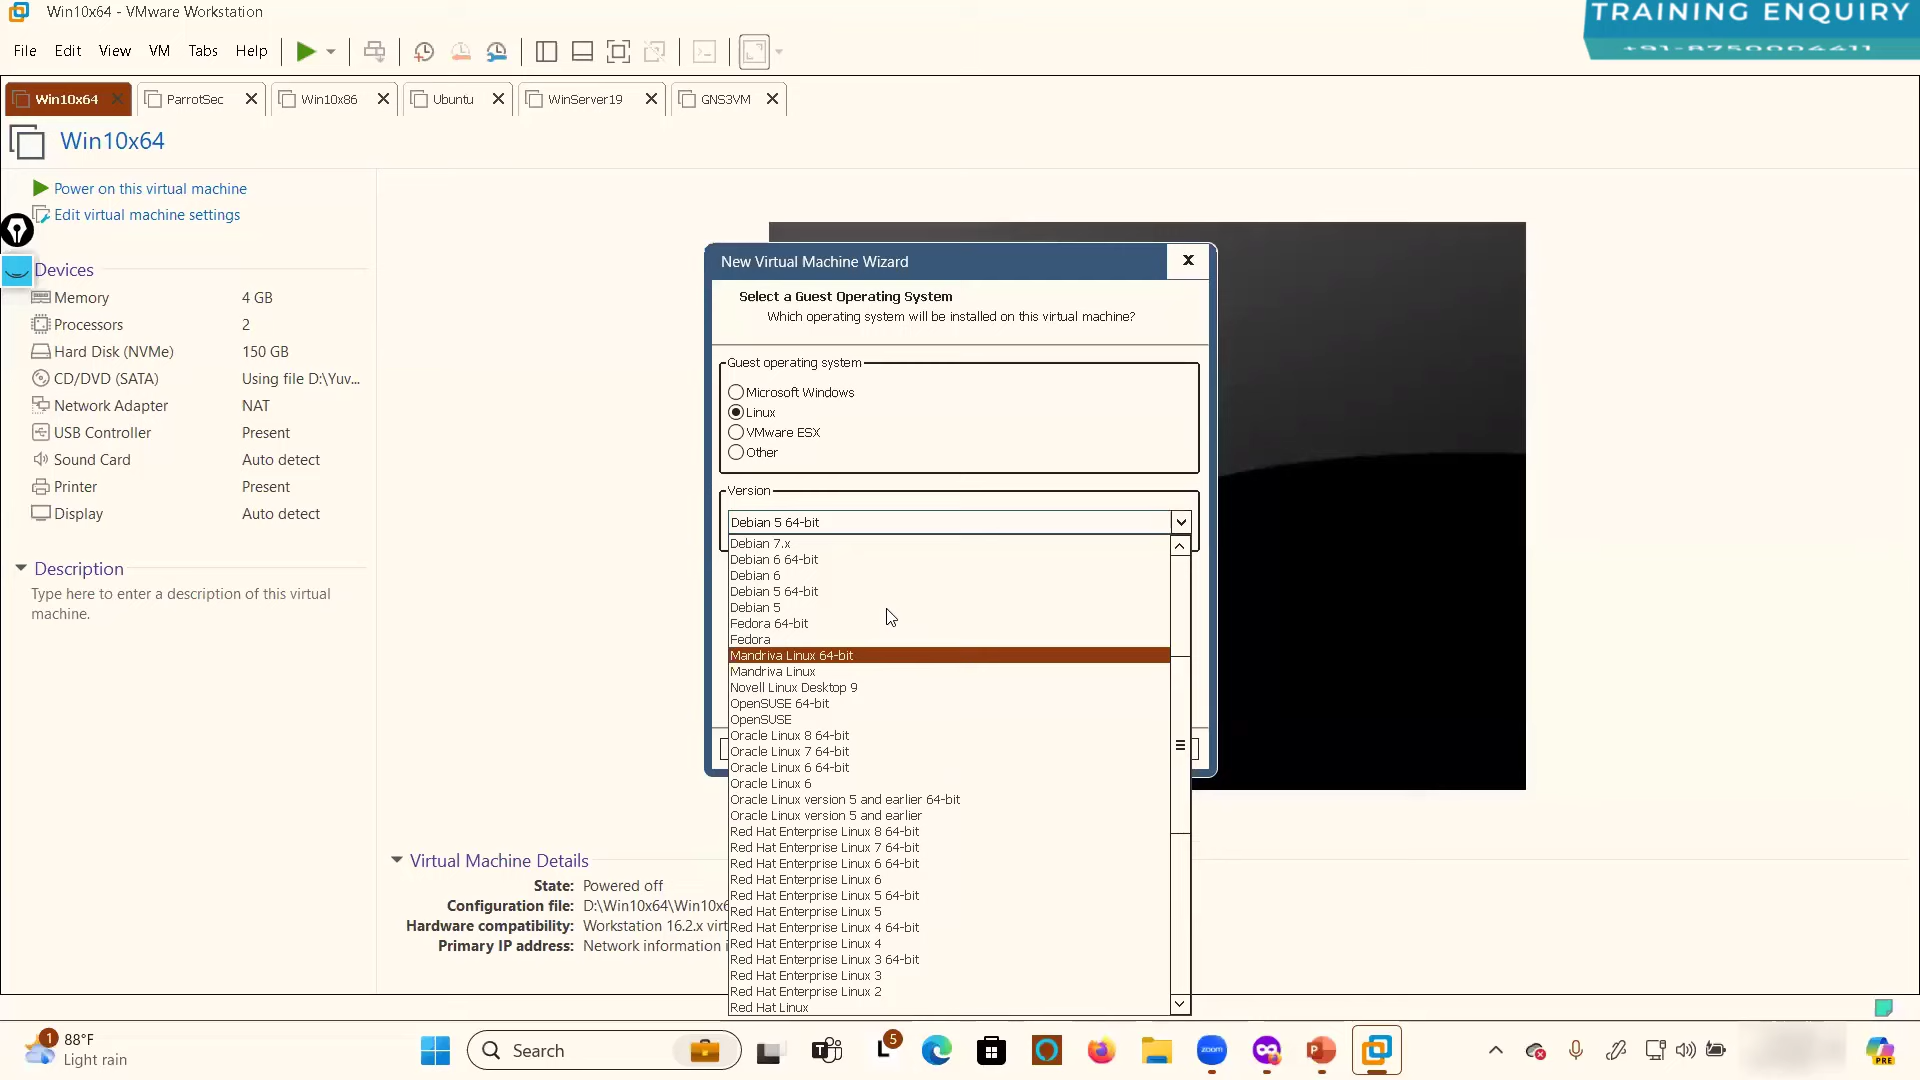 Win10x64 - VMware Workstation
TRAINING ENQUIRY
+91-8750004411
File Edit View VM Tabs Help
Win10x64
ParrotSec
Win10x86
Ubuntu
WinServer19
GNS3VM
Win10x64
Power on this virtual machine
Edit virtual machine settings
Devices
Memory 4 GB
Processors 2
Hard Disk (NVMe) 150 GB
CD/DVD (SATA) Using file D:\Yuv...
Network Adapter NAT
USB Controller Present
Sound Card Auto detect
Printer Present
Display Auto detect
Description
Type here to enter a description of this virtual
machine.
New Virtual Machine Wizard
Select a Guest Operating System
Which operating system will be installed on this virtual machine?
Guest operating system
Microsoft Windows
Linux
VMware ESX
Other
Version
Debian 5 64-bit
Debian 7.x
Debian 6 64-bit
Debian 6
Debian 5 64-bit
Debian 5
Fedora 64-bit
Fedora
Mandriva Linux 64-bit
Mandriva Linux
Novell Linux Desktop 9
OpenSUSE 64-bit
OpenSUSE
Oracle Linux 8 64-bit
Oracle Linux 7 64-bit
Oracle Linux 6 64-bit
Oracle Linux 6
Oracle Linux version 5 and earlier 64-bit
Oracle Linux version 5 and earlier
Red Hat Enterprise Linux 8 64-bit
Red Hat Enterprise Linux 7 64-bit
Red Hat Enterprise Linux 6 64-bit
Red Hat Enterprise Linux 6
Red Hat Enterprise Linux 5 64-bit
Red Hat Enterprise Linux 5
Red Hat Enterprise Linux 4 64-bit
Red Hat Enterprise Linux 4
Red Hat Enterprise Linux 3 64-bit
Red Hat Enterprise Linux 3
Red Hat Enterprise Linux 2
Red Hat Linux
Virtual Machine Details
State: Powered off
Configuration file: D:\Win10x64\Win10x6
Hardware compatibility: Workstation 16.2.x virt
Primary IP address: Network information i
1
88°F
Light rain
Search
L
5
zoom
PRE